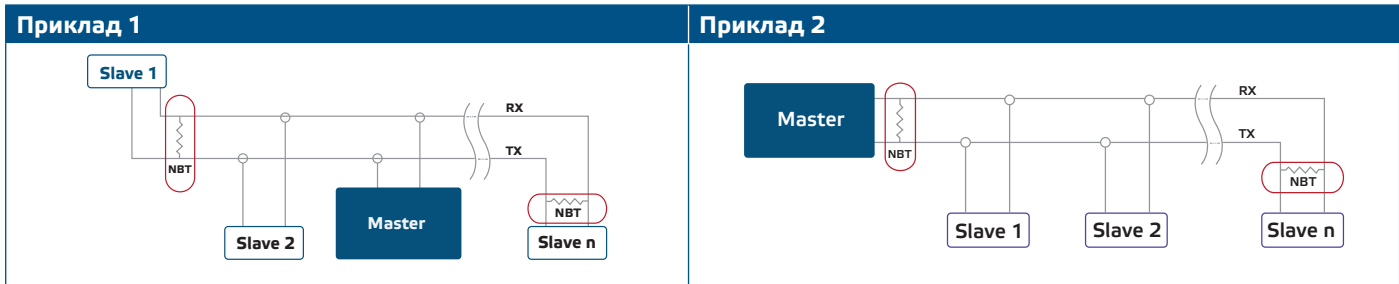 Приклад 1
Slave 1
RX
TX
NBT
NBT
Slave 2
Master
Slave n
Приклад 2
Master
RX
TX
NBT
NBT
Slave 1
Slave 2
Slave n